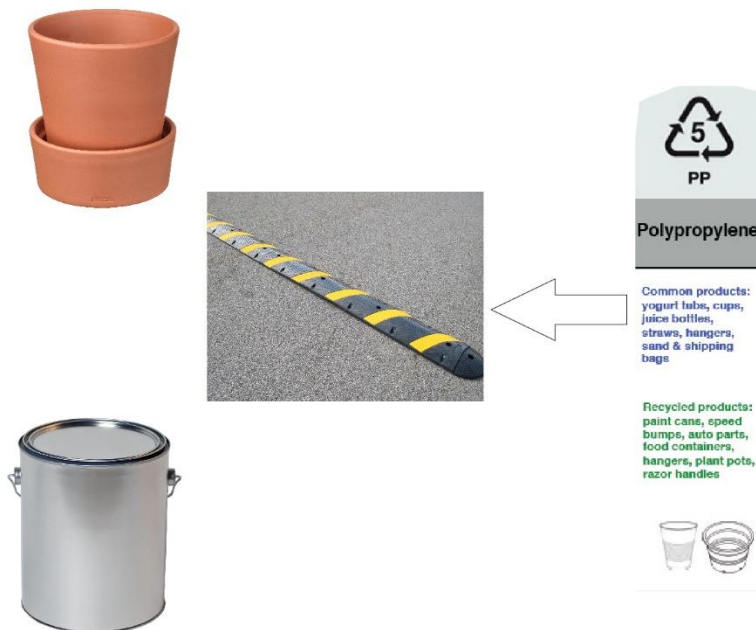 5
PP
Polypropylene
Common products:
yogurt tubs, cups,
juice bottles,
straws, hangers,
sand & shipping
bags
Recycled products:
paint cans, speed
bumps, auto parts,
food containers,
hangers, plant pots,
razor handles